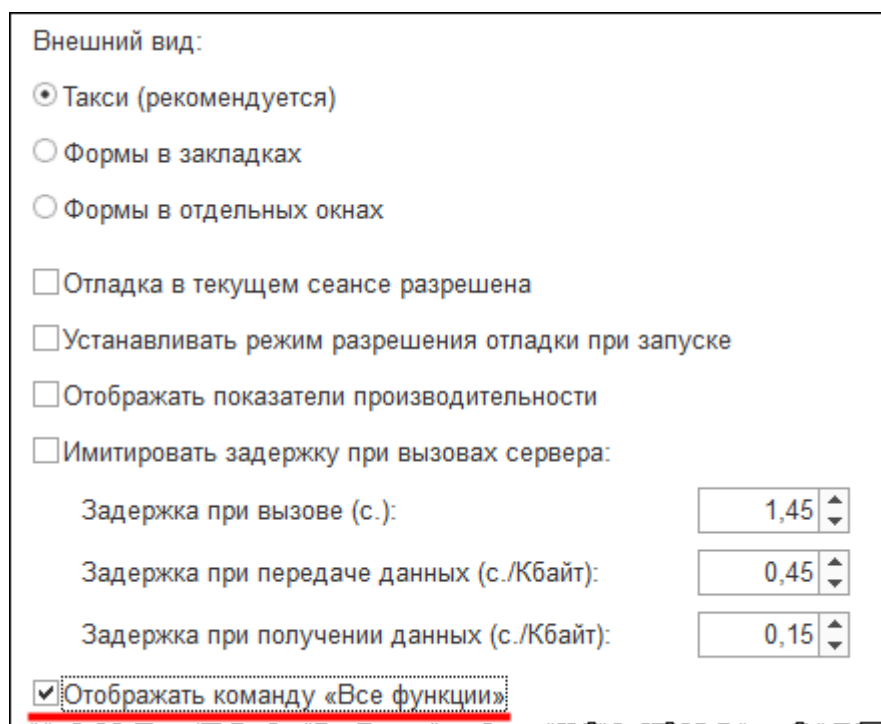 Внешний вид:
Такси (рекомендуется)
Формы в закладках
Формы в отдельных окнах
Отладка в текущем сеансе разрешена
Устанавливать режим разрешения отладки при запуске
Отображать показатели производительности
Имитировать задержку при вызовах сервера:
Задержка при вызове (с.): 1,45
Задержка при передаче данных (с./Кбайт): 0,45
Задержка при получении данных (с./Кбайт): 0,15
Отображать команду «Все функции»